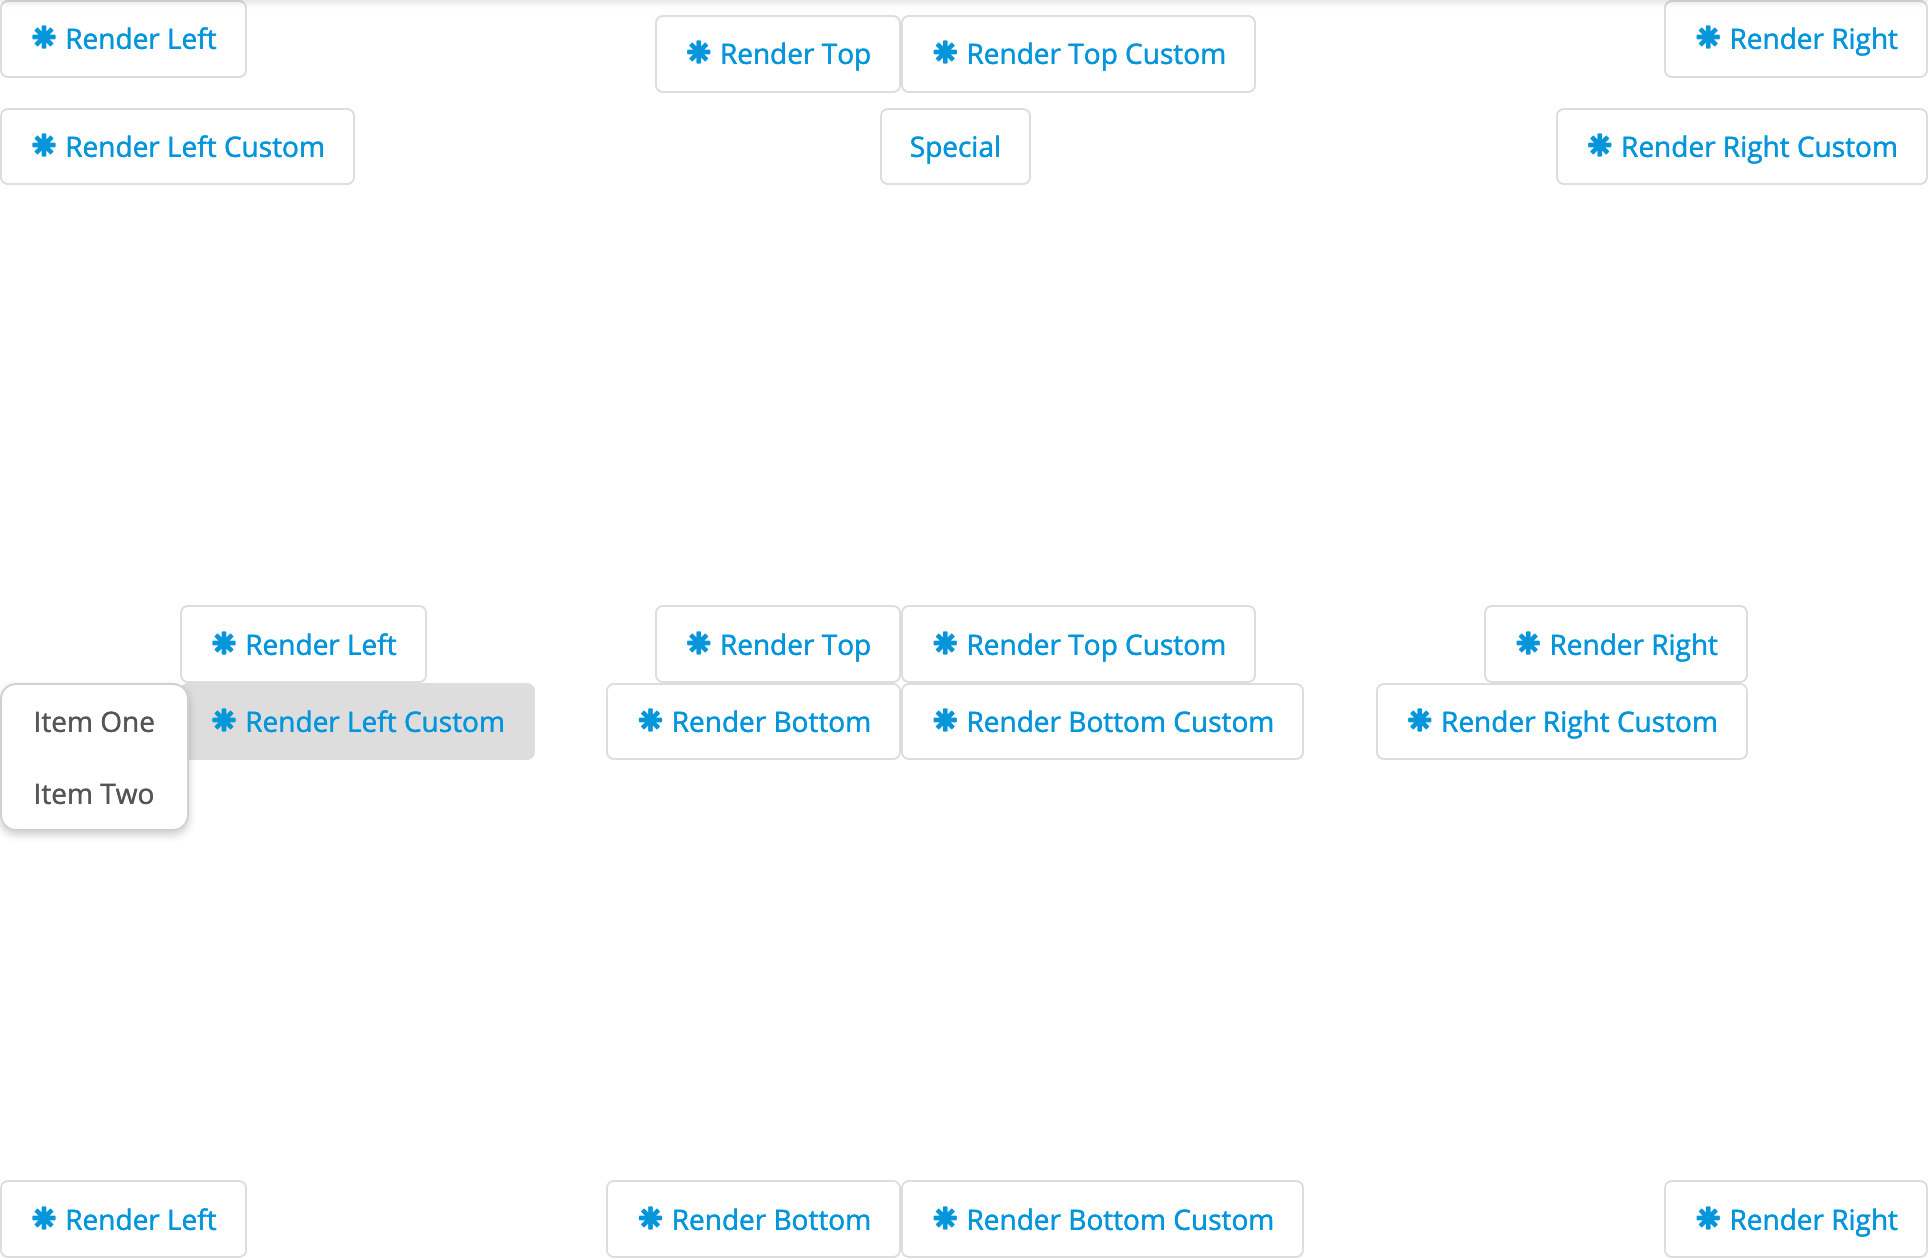 Render Left
Render Top
Render Top Custom
Render Right
Render Left Custom
Special
Render Right Custom
Render Left
Render Top
Render Top Custom
Render Right
Item One
Render Left Custom
Render Bottom
Render Bottom Custom
Render Right Custom
Item Two
Render Left
Render Bottom
Render Bottom Custom
Render Right